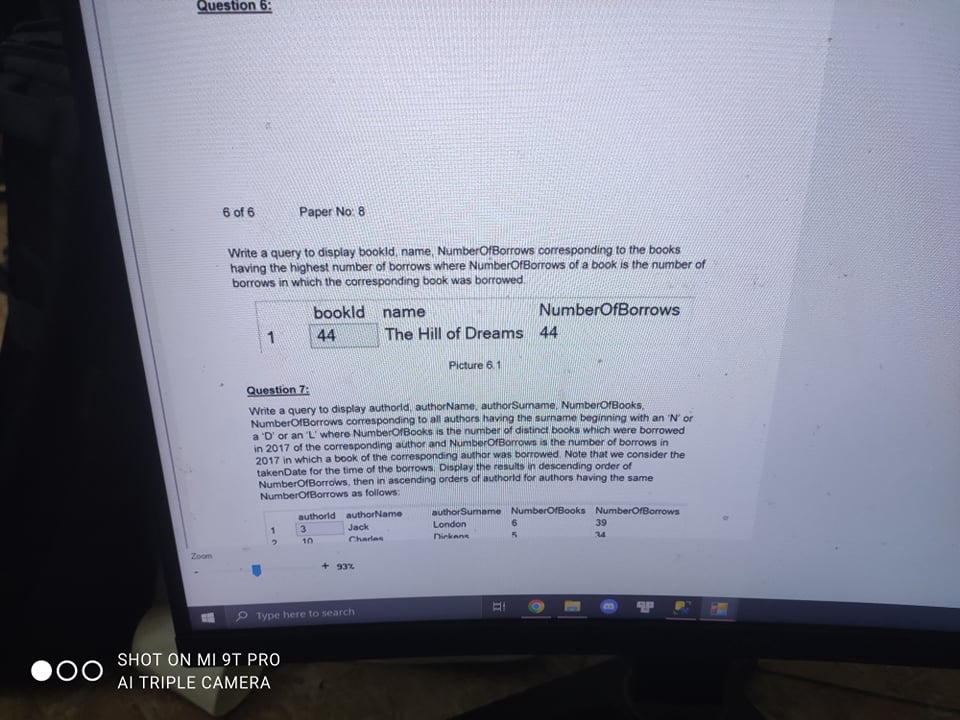 Question 6:
6 of 6 Paper No: 8
Write a query to display bookId, name, NumberOfBorrows corresponding to the books
having the highest number of borrows where NumberOfBorrows of a book is the number of
borrows in which the corresponding book was borrowed.
bookId name NumberOfBorrows
1 44 The Hill of Dreams 44
Picture 6.1
Question 7:
Write a query to display authorId, authorName, authorSurname, NumberOfBooks,
NumberOfBorrows corresponding to all authors having the surname beginning with an 'N' or
a 'D' or an 'L' where NumberOfBooks is the number of distinct books which were borrowed
in 2017 of the corresponding author and NumberOfBorrows is the number of borrows in
2017 in which a book of the corresponding author was borrowed. Note that we consider the
takenDate for the time of the borrows. Display the results in descending order of
NumberOfBorrows, then in ascending orders of authorId for authors having the same
NumberOfBorrows as follows:
authorId authorName authorSurname NumberOfBooks NumberOfBorrows
1 3 Jack London 6 39
2 10 Charles Dickens 5 34
Zoom
- + 93%
Type here to search
SHOT ON MI 9T PRO
AI TRIPLE CAMERA